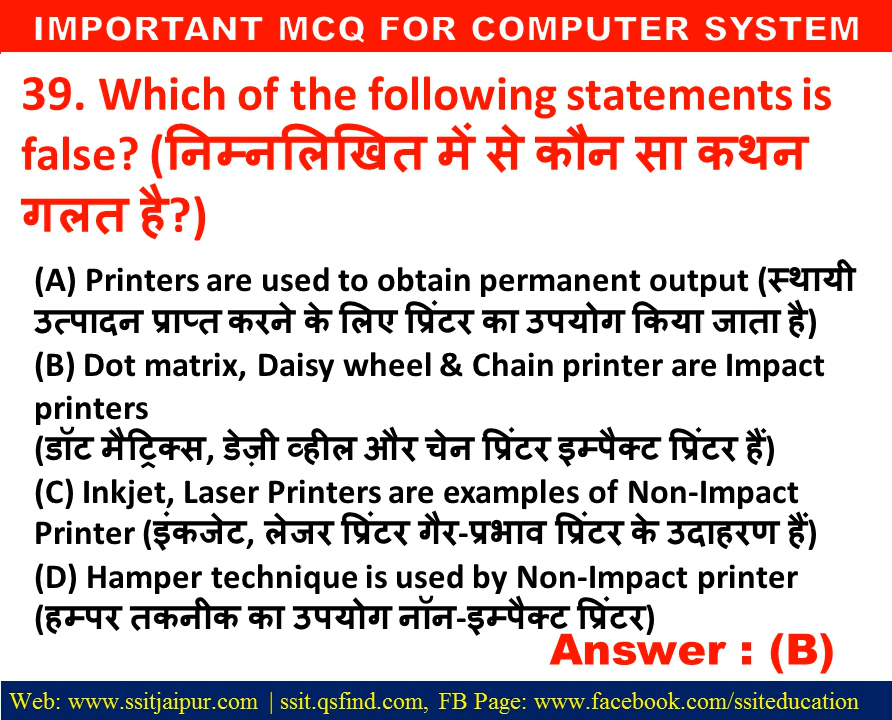 IMPORTANT MCQ FOR COMPUTER SYSTEM
39. Which of the following statements is
false? (निम्नलिखित में से कौन सा कथन
गलत है?)
(A) Printers are used to obtain permanent output (स्थायी
उत्पादन प्राप्त करने के लिए प्रिंटर का उपयोग किया जाता है)
(B) Dot matrix, Daisy wheel & Chain printer are Impact
printers
(डॉट मैट्रिक्स, डेज़ी व्हील और चेन प्रिंटर इम्पैक्ट प्रिंटर हैं)
(C) Inkjet, Laser Printers are examples of Non-Impact
Printer (इंकजेट, लेजर प्रिंटर गैर-प्रभाव प्रिंटर के उदाहरण हैं)
(D) Hamper technique is used by Non-Impact printer
(हम्पर तकनीक का उपयोग नॉन-इम्पैक्ट प्रिंटर)
Answer : (B)
Web: www.ssitjaipur.com | ssit.qsfind.com, FB Page: www.facebook.com/ssiteducation